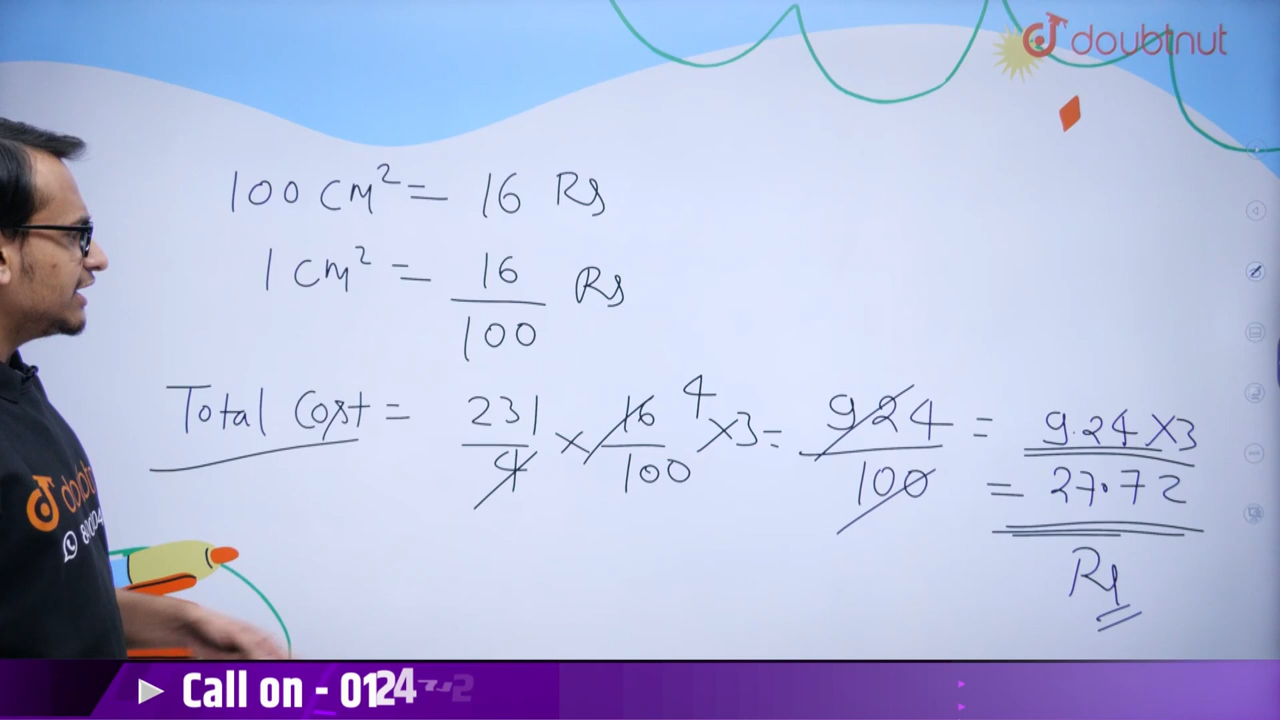 doubtnut
100 cm² = 16 Rs
1 cm² = 16/100 Rs
Total Cost = 231/4 × 16/100 4 ×3 = 924/100 = 9.24 ×3
= 27.72
Rs
Call on - 0124